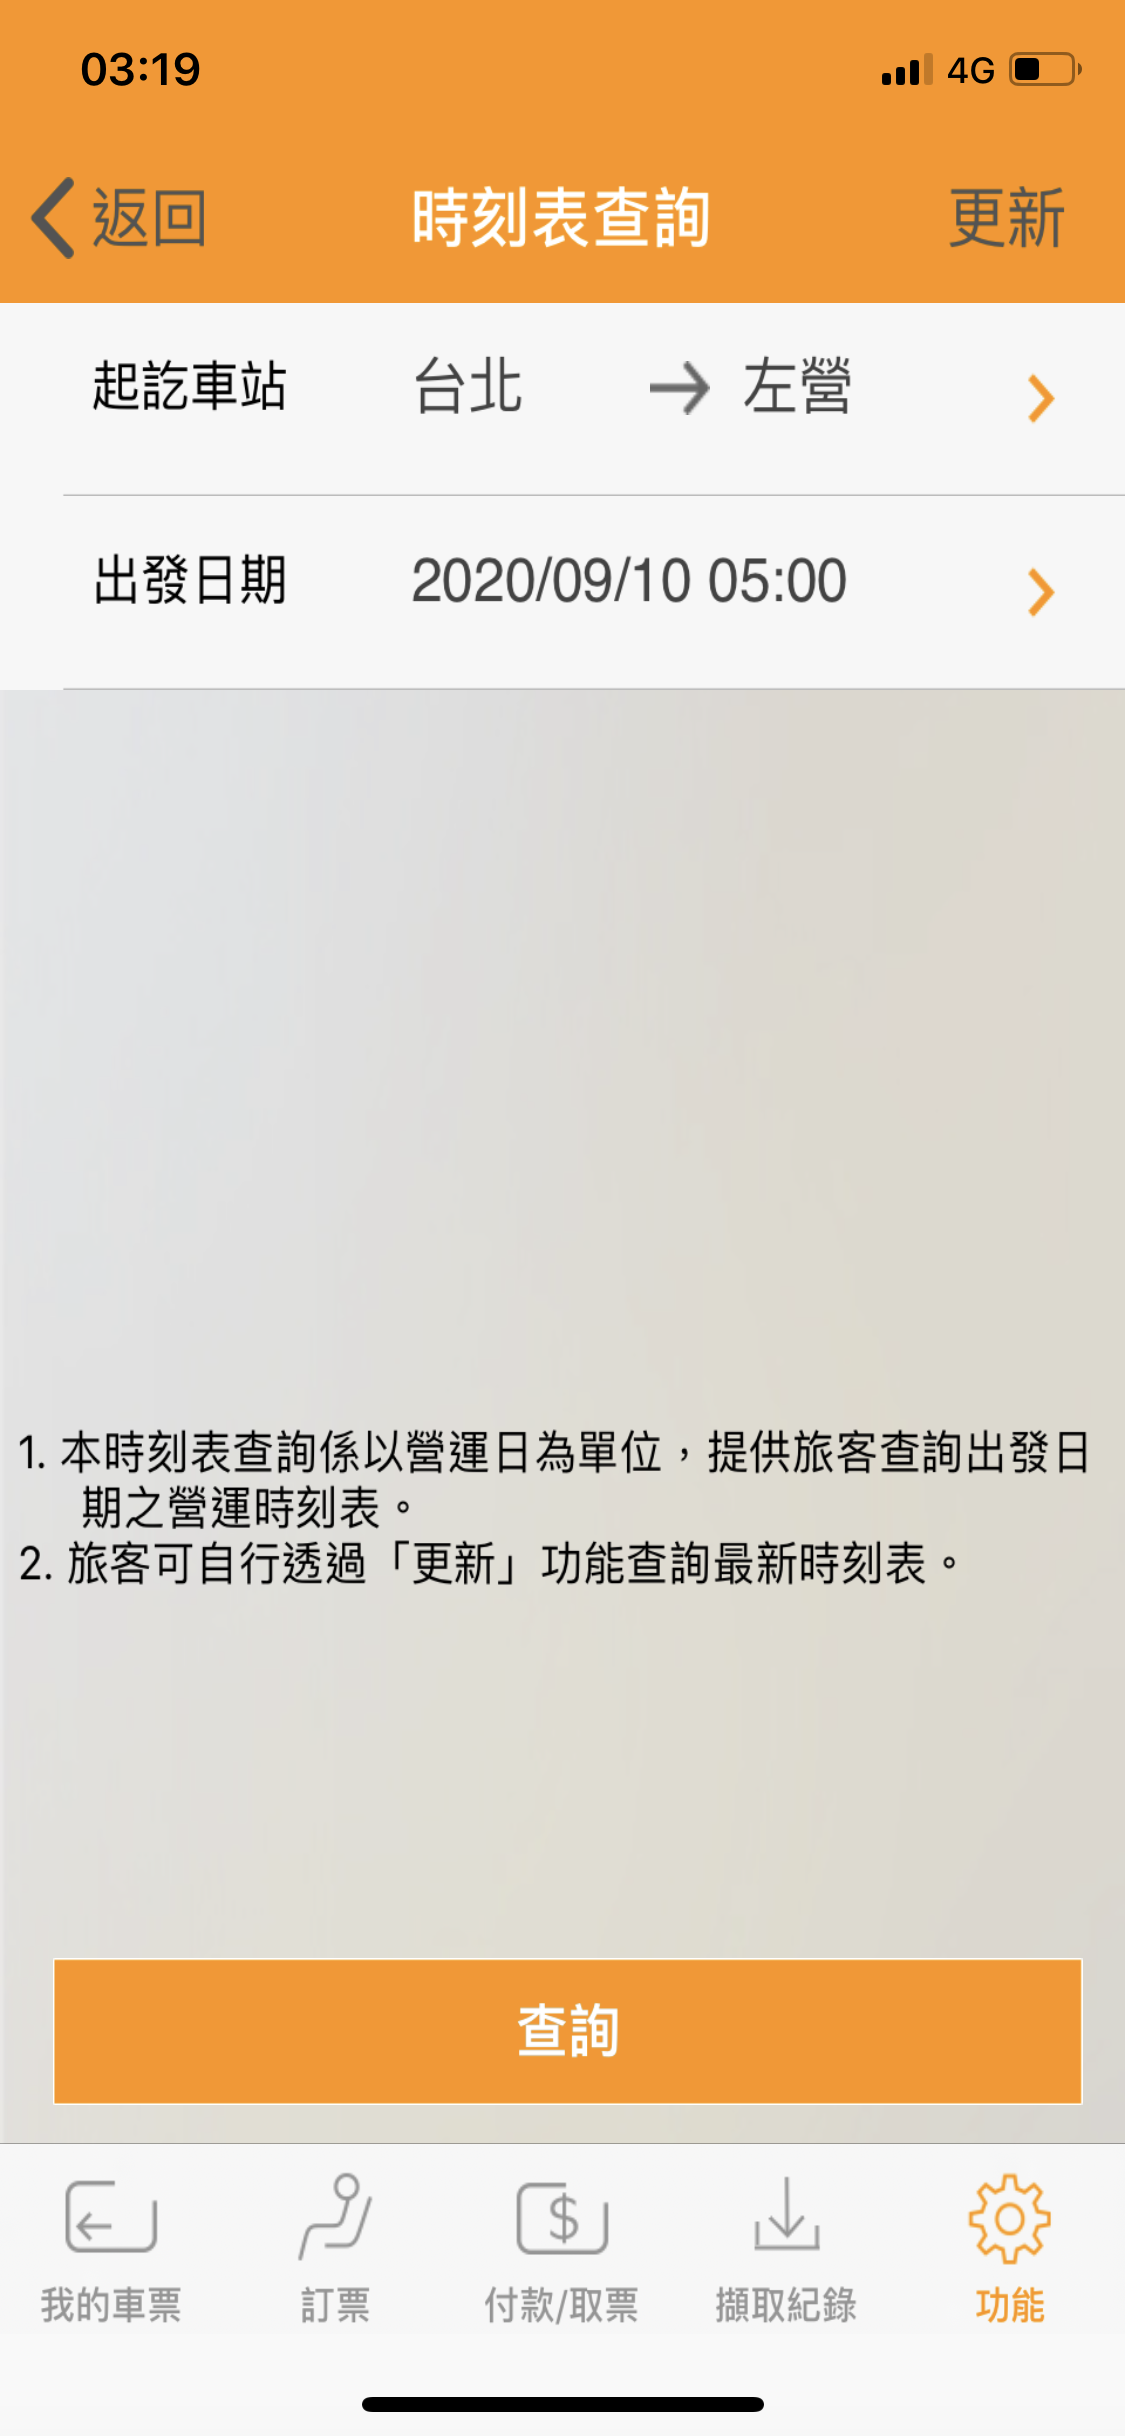 03:19
4G
返回
時刻表查詢
更新
起訖車站 台北 → 左營
出發日期 2020/09/10 05:00
1. 本時刻表查詢係以營運日為單位，提供旅客查詢出發日
期之營運時刻表。
2. 旅客可自行透過「更新」功能查詢最新時刻表。
查詢
我的車票
訂票
付款/取票
擷取紀錄
功能